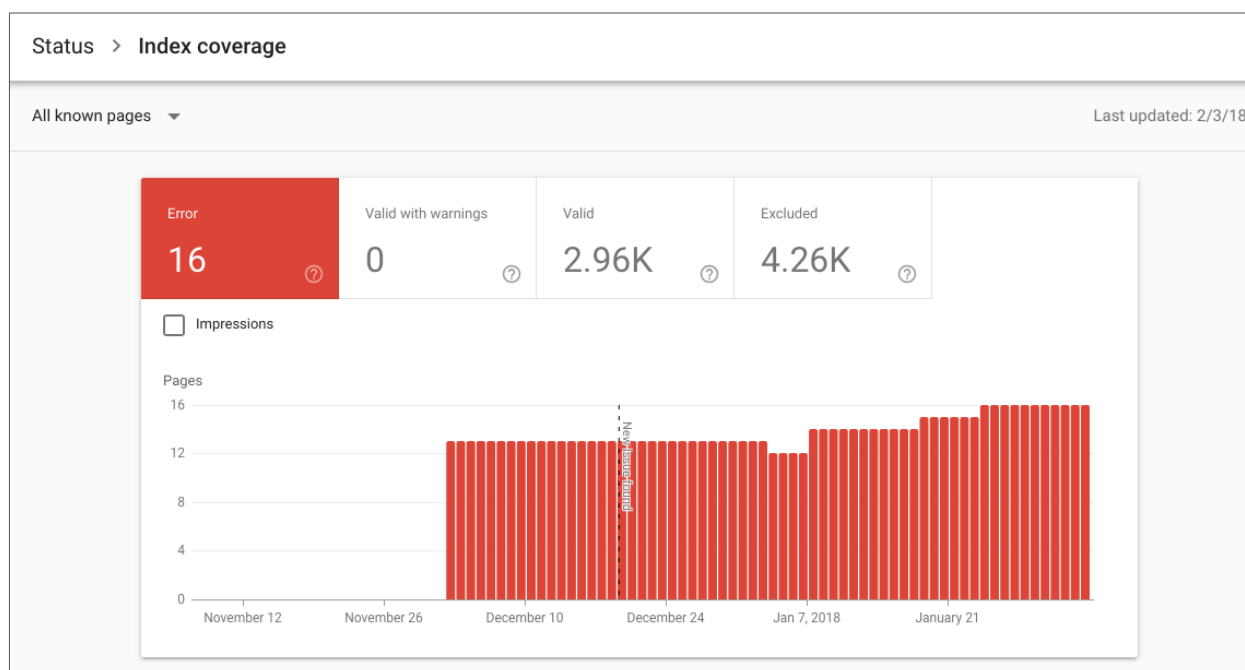 Status > Index coverage
All known pages
Last updated: 2/3/18
Error
Valid with warnings
Valid
Excluded
16
0
2.96K
4.26K
Impressions
Pages
16
12
8
4
0
New issue found
November 12
November 26
December 10
December 24
Jan 7, 2018
January 21